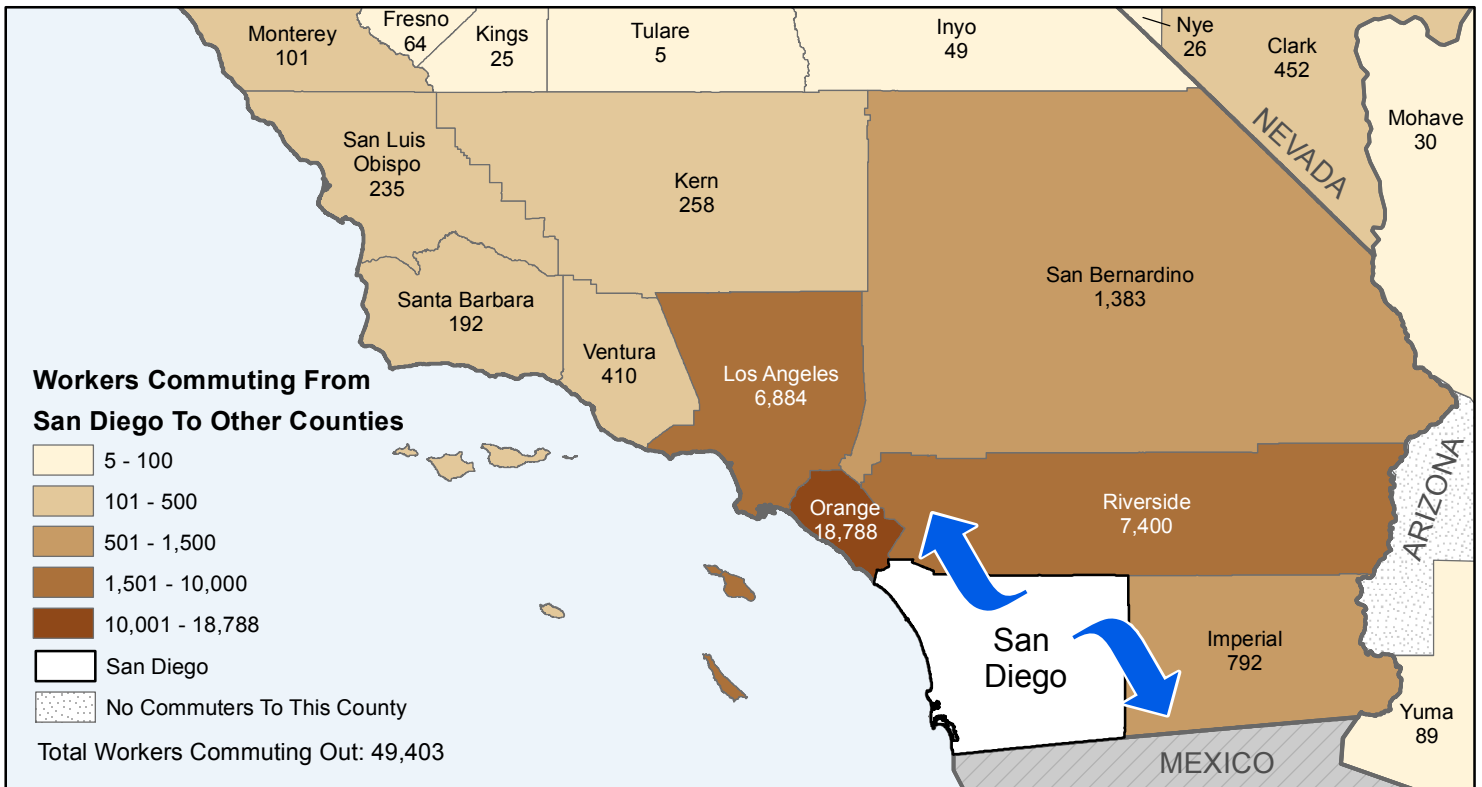 Monterey
101
Fresno
64
Kings
25
Tulare
5
Inyo
49
Nye
26
Clark
452
Mohave
30
NEVADA
San Luis
Obispo
235
Kern
258
San Bernardino
1,383
Santa Barbara
192
Ventura
410
Los Angeles
6,884
Orange
18,788
Riverside
7,400
ARIZONA
San
Diego
Imperial
792
Yuma
89
MEXICO
Workers Commuting From
San Diego To Other Counties
5 - 100
101 - 500
501 - 1,500
1,501 - 10,000
10,001 - 18,788
San Diego
No Commuters To This County
Total Workers Commuting Out: 49,403